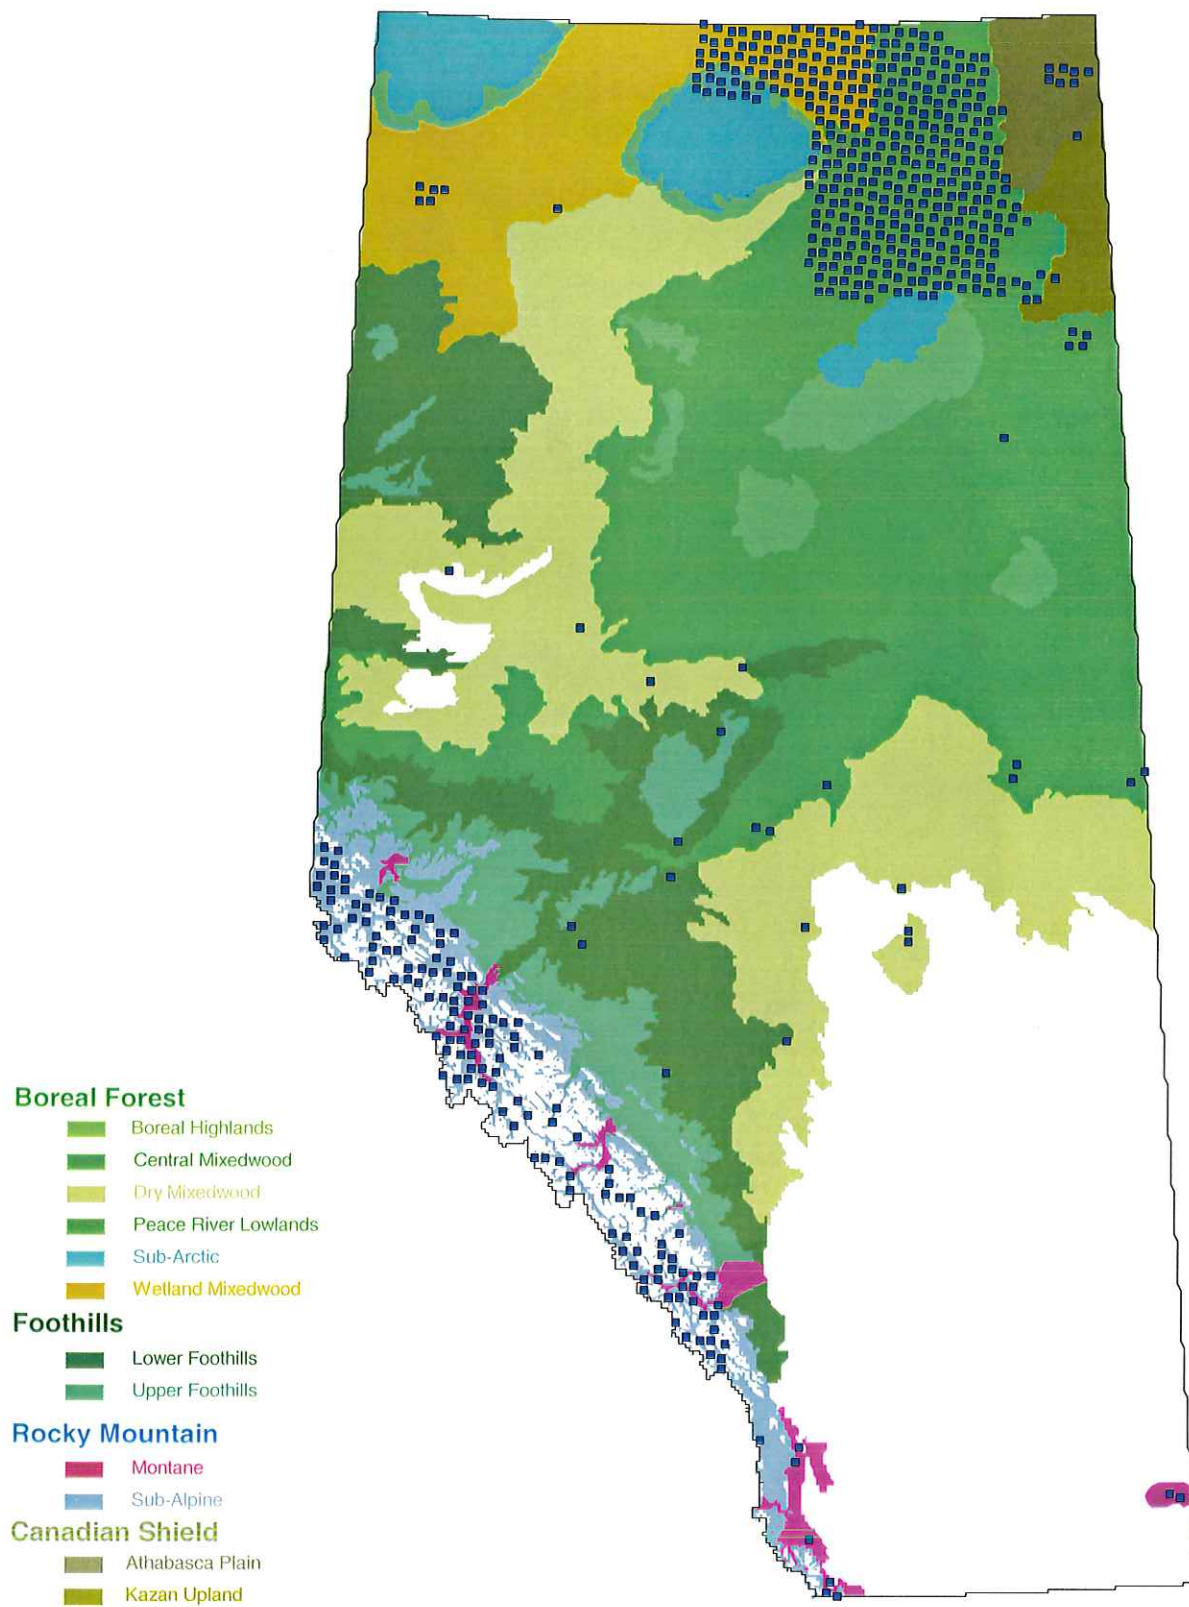 Boreal Forest
Boreal Highlands
Central Mixedwood
Dry Mixedwood
Peace River Lowlands
Sub-Arctic
Wetland Mixedwood
Foothills
Lower Foothills
Upper Foothills
Rocky Mountain
Montane
Sub-Alpine
Canadian Shield
Athabasca Plain
Kazan Upland